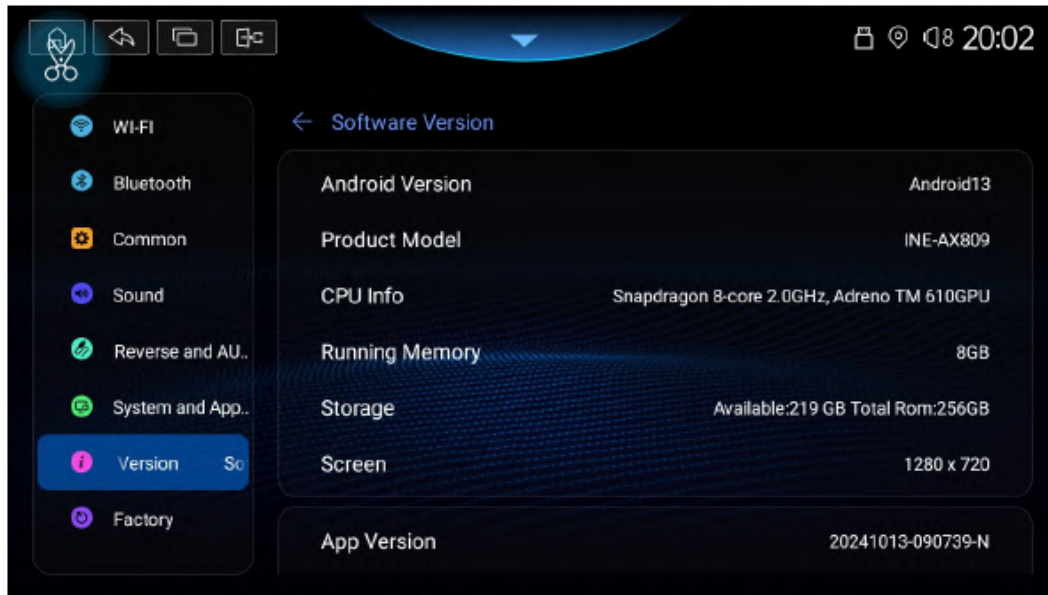 8 20:02
WI-FI
Bluetooth
Common
Sound
Reverse and AU..
System and App..
Version So
Factory
Software Version
Android Version Android13
Product Model INE-AX809
CPU Info Snapdragon 8-core 2.0GHz, Adreno TM 610GPU
Running Memory 8GB
Storage Available:219 GB Total Rom:256GB
Screen 1280 x 720
App Version 20241013-090739-N